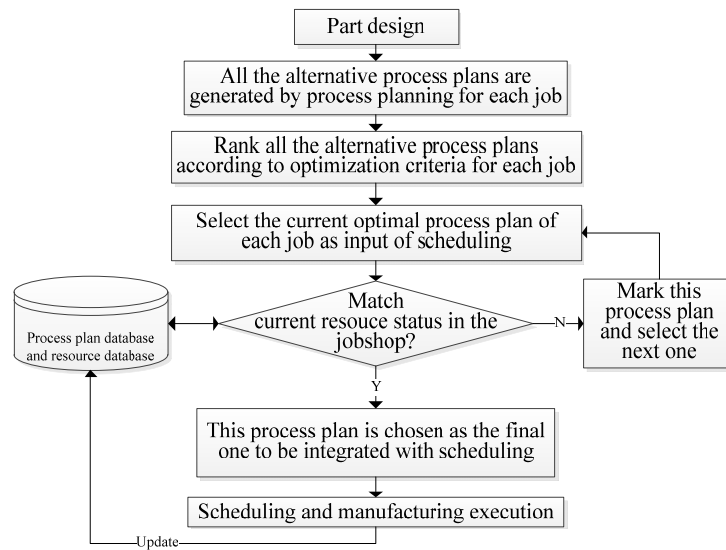 Part design
All the alternative process plans are
generated by process planning for each job
Rank all the alternative process plans
according to optimization criteria for each job
Select the current optimal process plan of
each job as input of scheduling
Match
current resouce status in the
jobshop?
Process plan database
and resource database
N
Mark this
process plan
and select the
next one
Y
This process plan is chosen as the final
one to be integrated with scheduling
Scheduling and manufacturing execution
Update